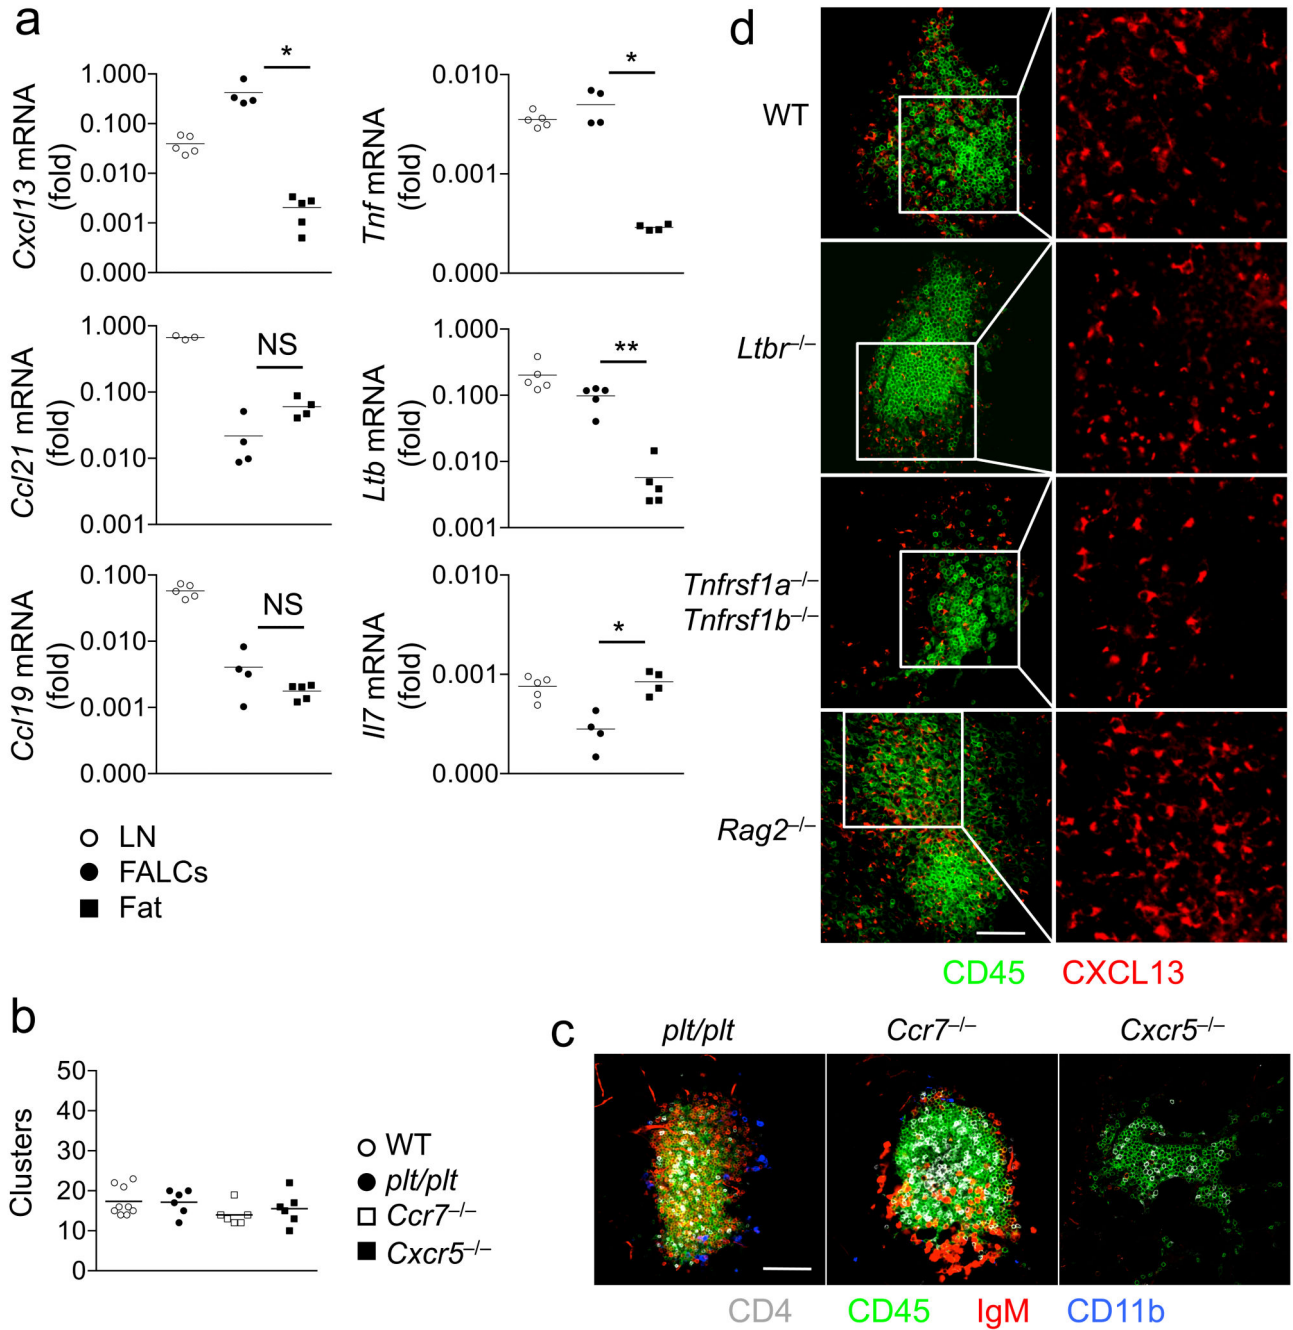 a
Cxcl13 mRNA
(fold)
1.000
0.100
0.010
0.001
0.000
*
Tnf mRNA
(fold)
0.010
0.001
0.000
*
Ccl21 mRNA
(fold)
1.000
0.100
0.010
0.001
NS
Ltb mRNA
(fold)
1.000
0.100
0.010
0.001
**
Ccl19 mRNA
(fold)
0.100
0.010
0.001
0.000
NS
Il7 mRNA
(fold)
0.010
0.001
0.000
*
LN
FALCs
Fat
d
WT
Ltbr–/–
Tnfrsf1a–/–
Tnfrsf1b–/–
Rag2–/–
CD45 CXCL13
b
Clusters
50
40
30
20
10
0
WT
plt/plt
Ccr7–/–
Cxcr5–/–
c
plt/plt Ccr7–/– Cxcr5–/–
CD4 CD45 IgM CD11b